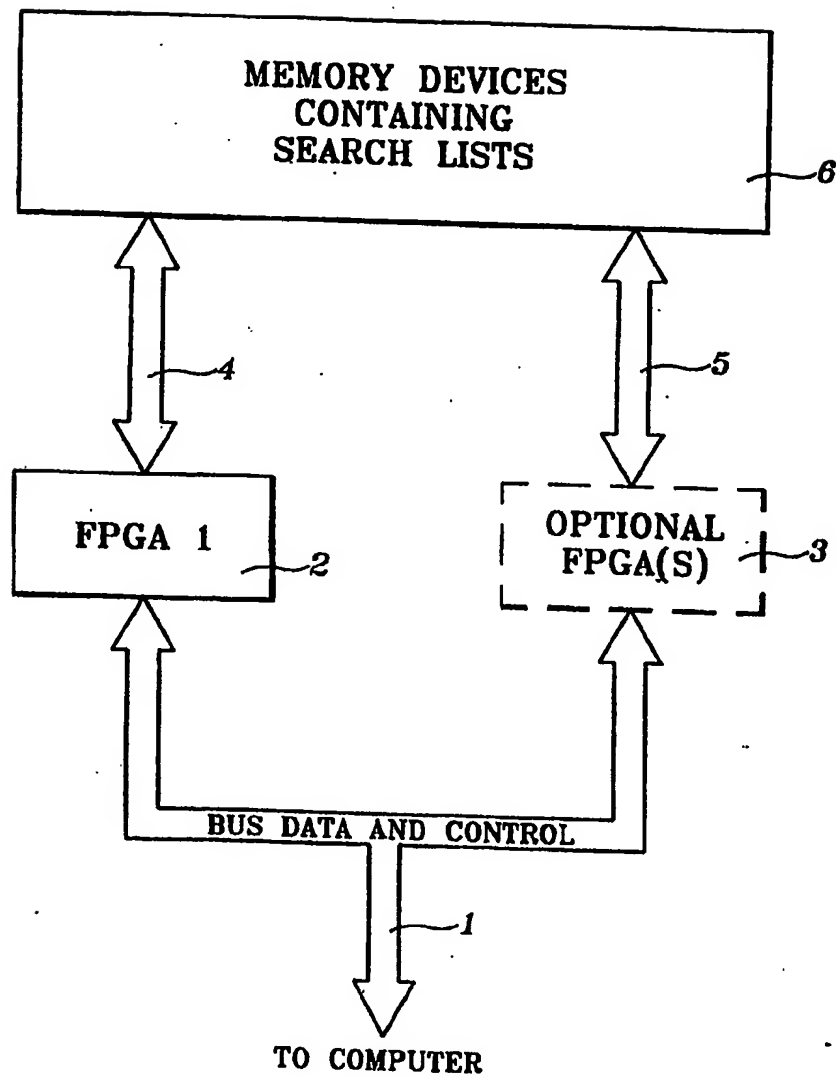 MEMORY DEVICES
CONTAINING
SEARCH LISTS
6
4
5
FPGA 1
2
OPTIONAL
FPGA(S)
3
BUS DATA AND CONTROL
1
TO COMPUTER